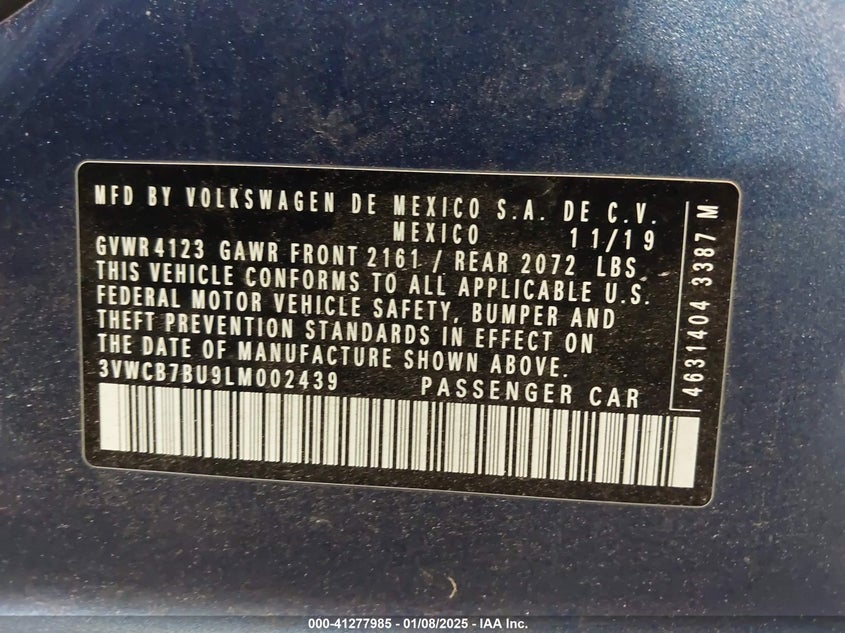 MFD BY VOLKSWAGEN DE MEXICO S.A. DE C.V.
MEXICO 11/19
GVWR 4123 GAWR FRONT 2161 / REAR 2072 LBS
THIS VEHICLE CONFORMS TO ALL APPLICABLE U.S.
FEDERAL MOTOR VEHICLE SAFETY, BUMPER AND
THEFT PREVENTION STANDARDS IN EFFECT ON
THE DATE OF MANUFACTURE SHOWN ABOVE.
3VWCB7BU9LM002439 PASSENGER CAR
4631404 3387 M
000-41277985 - 01/08/2025 - IAA Inc.